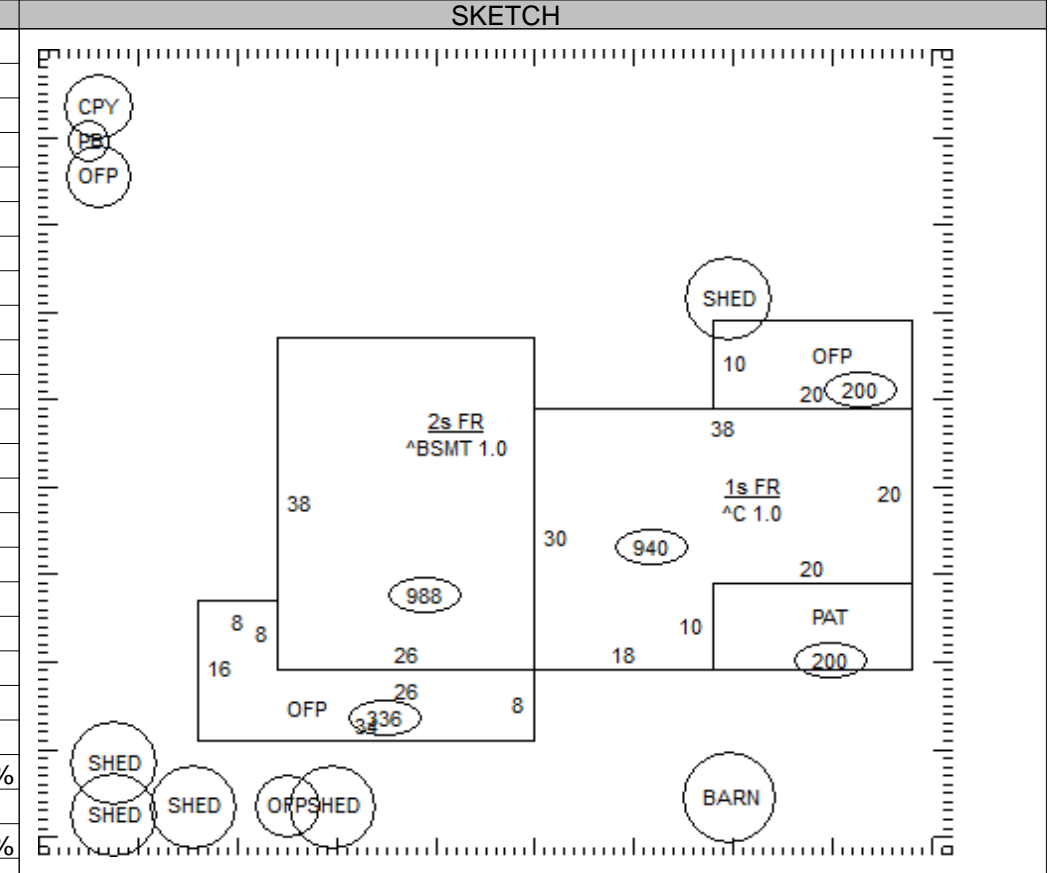 SKETCH
CPY
PB
OFP
SHED
OFP
10
20 200
2s FR
^BSMT 1.0
38
1s FR
^C 1.0
20
38
30
940
20
988
8
8
PAT
10
16
26
18
200
26
OFP
336
34
8
SHED
SHED
SHED
OFP
SHED
BARN
%
%